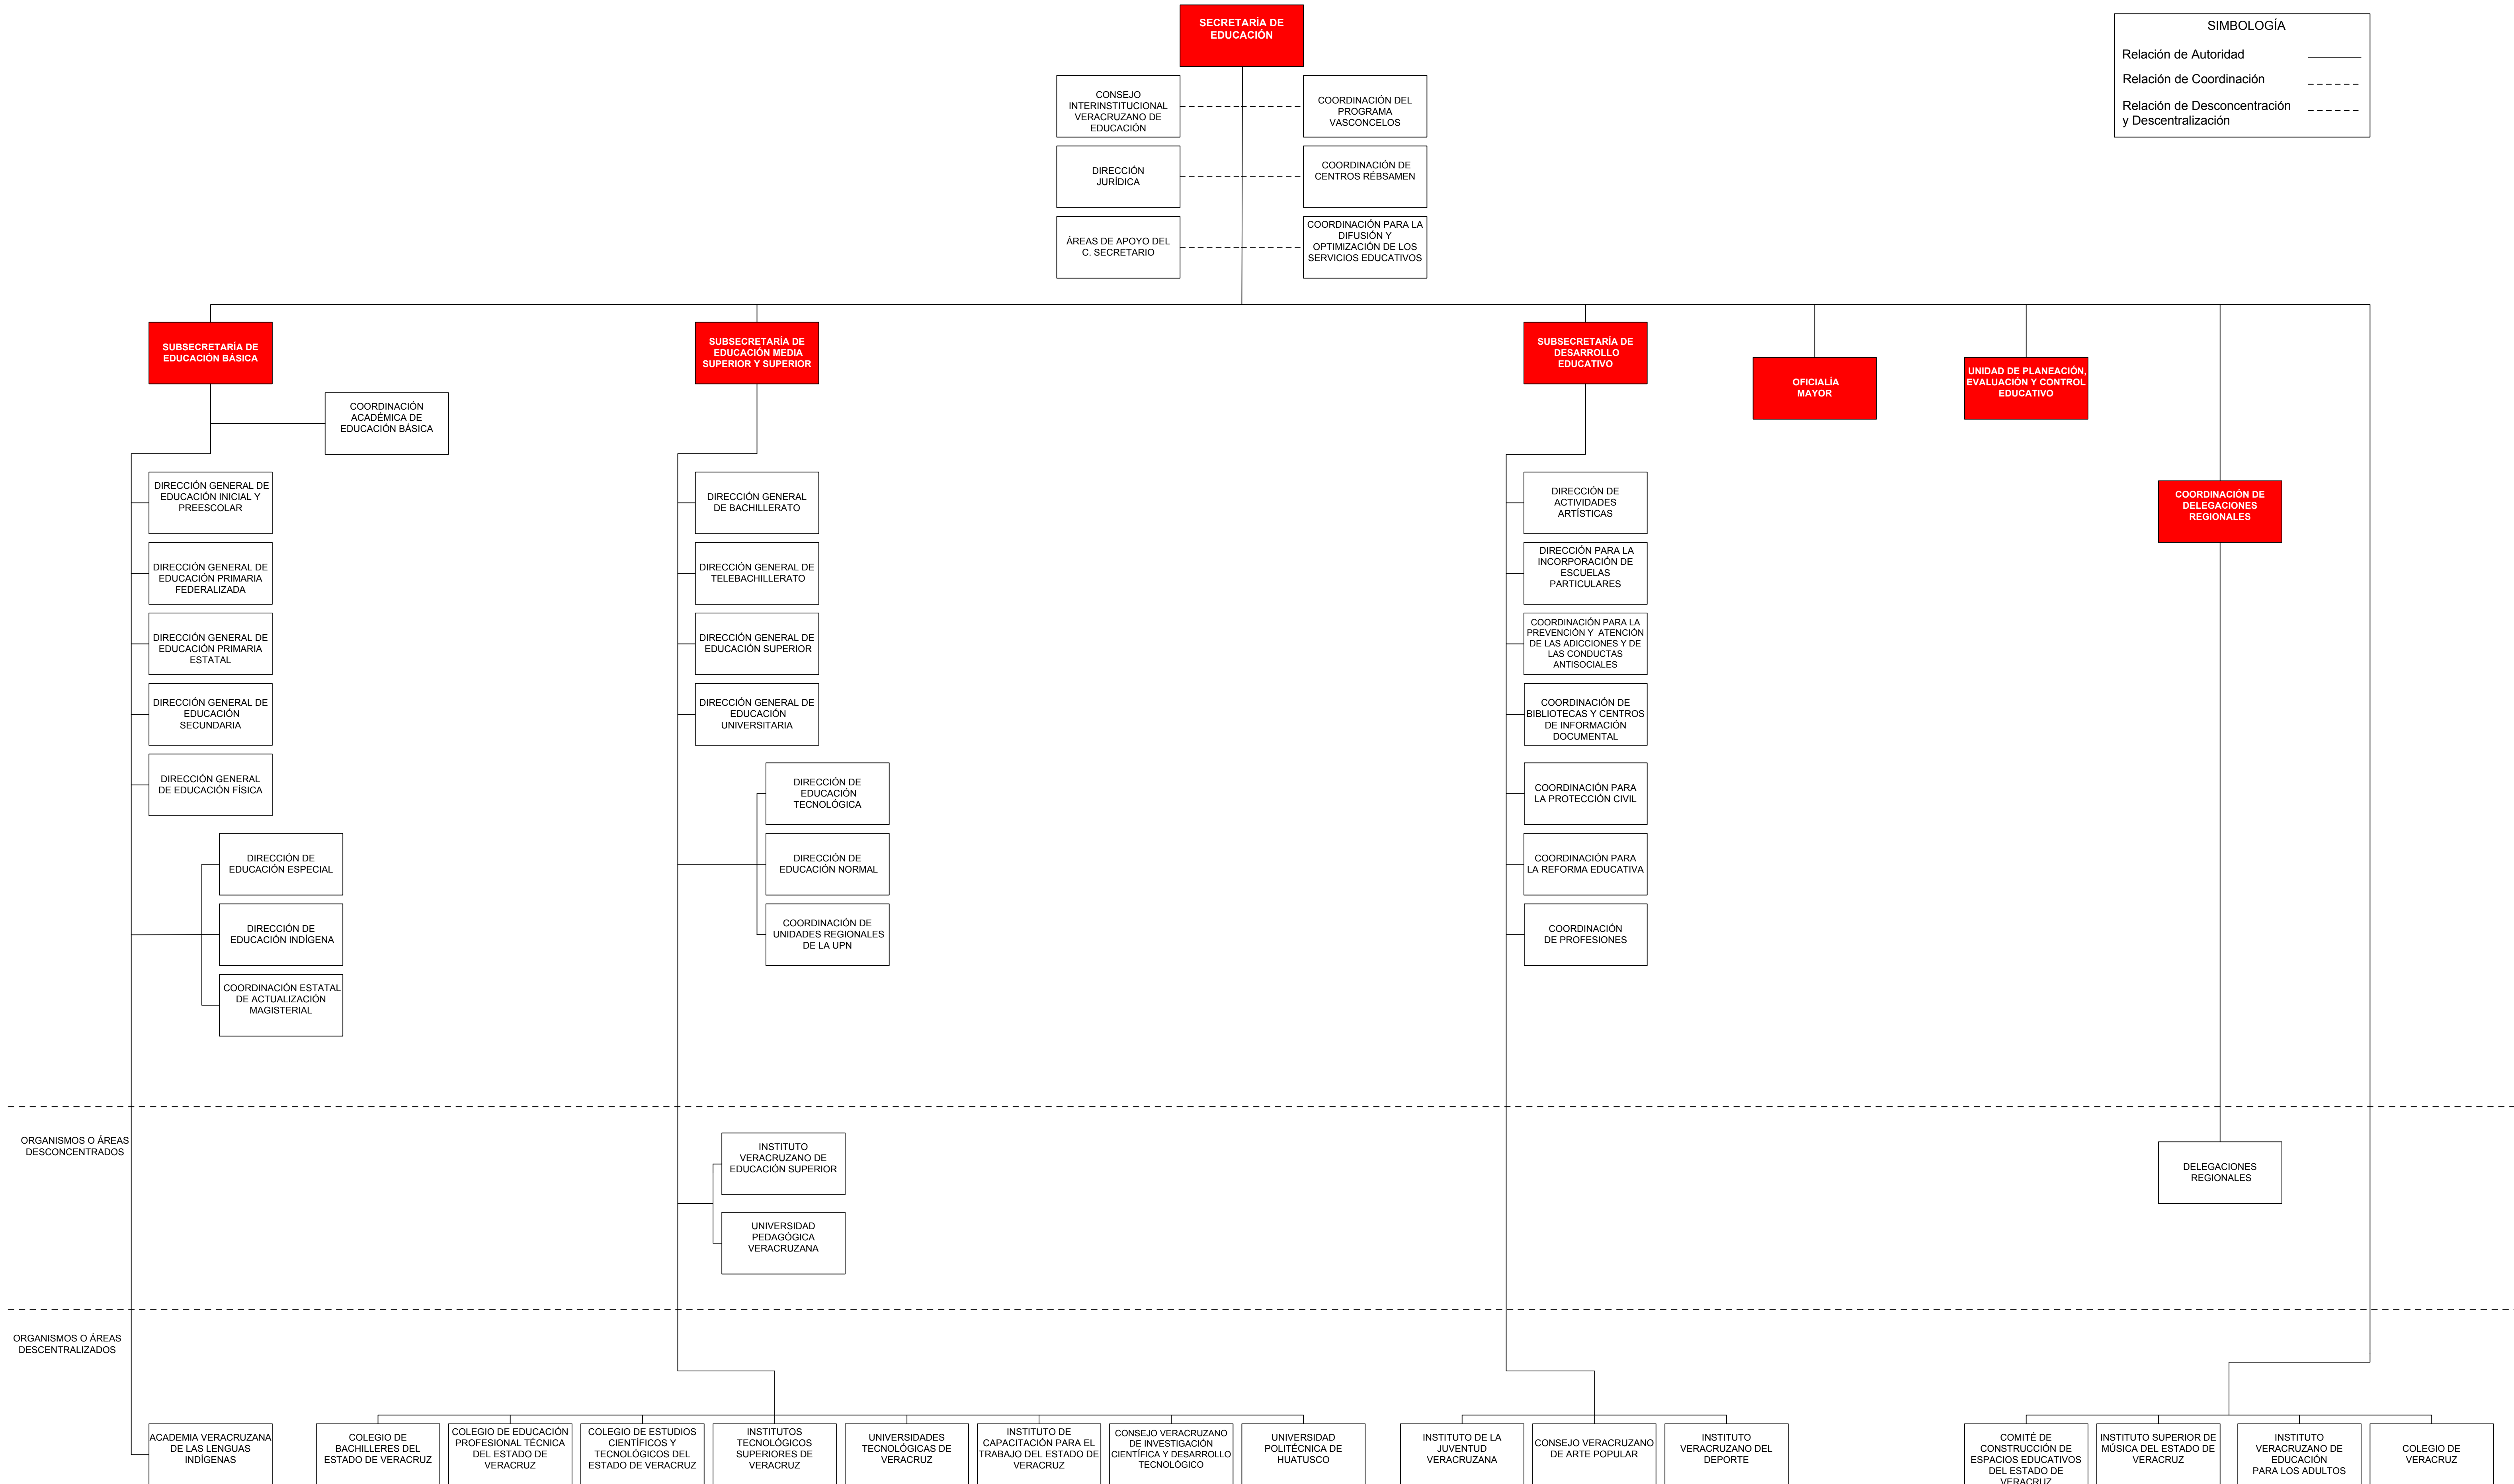 SECRETARÍA DE
EDUCACIÓN
SIMBOLOGÍA
Relación de Autoridad
Relación de Coordinación
Relación de Desconcentración
y Descentralización
CONSEJO
INTERINSTITUCIONAL
VERACRUZANO DE
EDUCACIÓN
COORDINACIÓN DEL
PROGRAMA
VASCONCELOS
DIRECCIÓN
JURÍDICA
COORDINACIÓN DE
CENTROS RÉBSAMEN
ÁREAS DE APOYO DEL
C. SECRETARIO
COORDINACIÓN PARA LA
DIFUSIÓN Y
OPTIMIZACIÓN DE LOS
SERVICIOS EDUCATIVOS
SUBSECRETARÍA DE
EDUCACIÓN BÁSICA
SUBSECRETARÍA DE
EDUCACIÓN MEDIA
SUPERIOR Y SUPERIOR
SUBSECRETARÍA DE
DESARROLLO
EDUCATIVO
OFICIALÍA
MAYOR
UNIDAD DE PLANEACIÓN,
EVALUACIÓN Y CONTROL
EDUCATIVO
COORDINACIÓN DE
DELEGACIONES
REGIONALES
COORDINACIÓN
ACADÉMICA DE
EDUCACIÓN BÁSICA
DIRECCIÓN GENERAL DE
EDUCACIÓN INICIAL Y
PREESCOLAR
DIRECCIÓN GENERAL DE
EDUCACIÓN PRIMARIA
FEDERALIZADA
DIRECCIÓN GENERAL DE
EDUCACIÓN PRIMARIA
ESTATAL
DIRECCIÓN GENERAL DE
EDUCACIÓN
SECUNDARIA
DIRECCIÓN GENERAL
DE EDUCACIÓN FÍSICA
DIRECCIÓN DE
EDUCACIÓN ESPECIAL
DIRECCIÓN DE
EDUCACIÓN INDÍGENA
COORDINACIÓN ESTATAL
DE ACTUALIZACIÓN
MAGISTERIAL
DIRECCIÓN GENERAL
DE BACHILLERATO
DIRECCIÓN GENERAL DE
TELEBACHILLERATO
DIRECCIÓN GENERAL DE
EDUCACIÓN SUPERIOR
DIRECCIÓN GENERAL DE
EDUCACIÓN
UNIVERSITARIA
DIRECCIÓN DE
EDUCACIÓN
TECNOLÓGICA
DIRECCIÓN DE
EDUCACIÓN NORMAL
COORDINACIÓN DE
UNIDADES REGIONALES
DE LA UPN
DIRECCIÓN DE
ACTIVIDADES
ARTÍSTICAS
DIRECCIÓN PARA LA
INCORPORACIÓN DE
ESCUELAS
PARTICULARES
COORDINACIÓN PARA LA
PREVENCIÓN Y ATENCIÓN
DE LAS ADICCIONES Y DE
LAS CONDUCTAS
ANTISOCIALES
COORDINACIÓN DE
BIBLIOTECAS Y CENTROS
DE INFORMACIÓN
DOCUMENTAL
COORDINACIÓN PARA
LA PROTECCIÓN CIVIL
COORDINACIÓN PARA
LA REFORMA EDUCATIVA
COORDINACIÓN
DE PROFESIONES
ORGANISMOS O ÁREAS
DESCONCENTRADOS
INSTITUTO
VERACRUZANO DE
EDUCACIÓN SUPERIOR
UNIVERSIDAD
PEDAGÓGICA
VERACRUZANA
DELEGACIONES
REGIONALES
ORGANISMOS O ÁREAS
DESCENTRALIZADOS
ACADEMIA VERACRUZANA
DE LAS LENGUAS
INDÍGENAS
COLEGIO DE
BACHILLERES DEL
ESTADO DE VERACRUZ
COLEGIO DE EDUCACIÓN
PROFESIONAL TÉCNICA
DEL ESTADO DE
VERACRUZ
COLEGIO DE ESTUDIOS
CIENTÍFICOS Y
TECNOLÓGICOS DEL
ESTADO DE VERACRUZ
INSTITUTOS
TECNOLÓGICOS
SUPERIORES DE
VERACRUZ
UNIVERSIDADES
TECNOLÓGICAS DE
VERACRUZ
INSTITUTO DE
CAPACITACIÓN PARA EL
TRABAJO DEL ESTADO DE
VERACRUZ
CONSEJO VERACRUZANO
DE INVESTIGACIÓN
CIENTÍFICA Y DESARROLLO
TECNOLÓGICO
UNIVERSIDAD
POLITÉCNICA DE
HUATUSCO
INSTITUTO DE LA
JUVENTUD
VERACRUZANA
CONSEJO VERACRUZANO
DE ARTE POPULAR
INSTITUTO
VERACRUZANO DEL
DEPORTE
COMITÉ DE
CONSTRUCCIÓN DE
ESPACIOS EDUCATIVOS
DEL ESTADO DE
VERACRUZ
INSTITUTO SUPERIOR DE
MÚSICA DEL ESTADO DE
VERACRUZ
INSTITUTO
VERACRUZANO DE
EDUCACIÓN
PARA LOS ADULTOS
COLEGIO DE
VERACRUZ